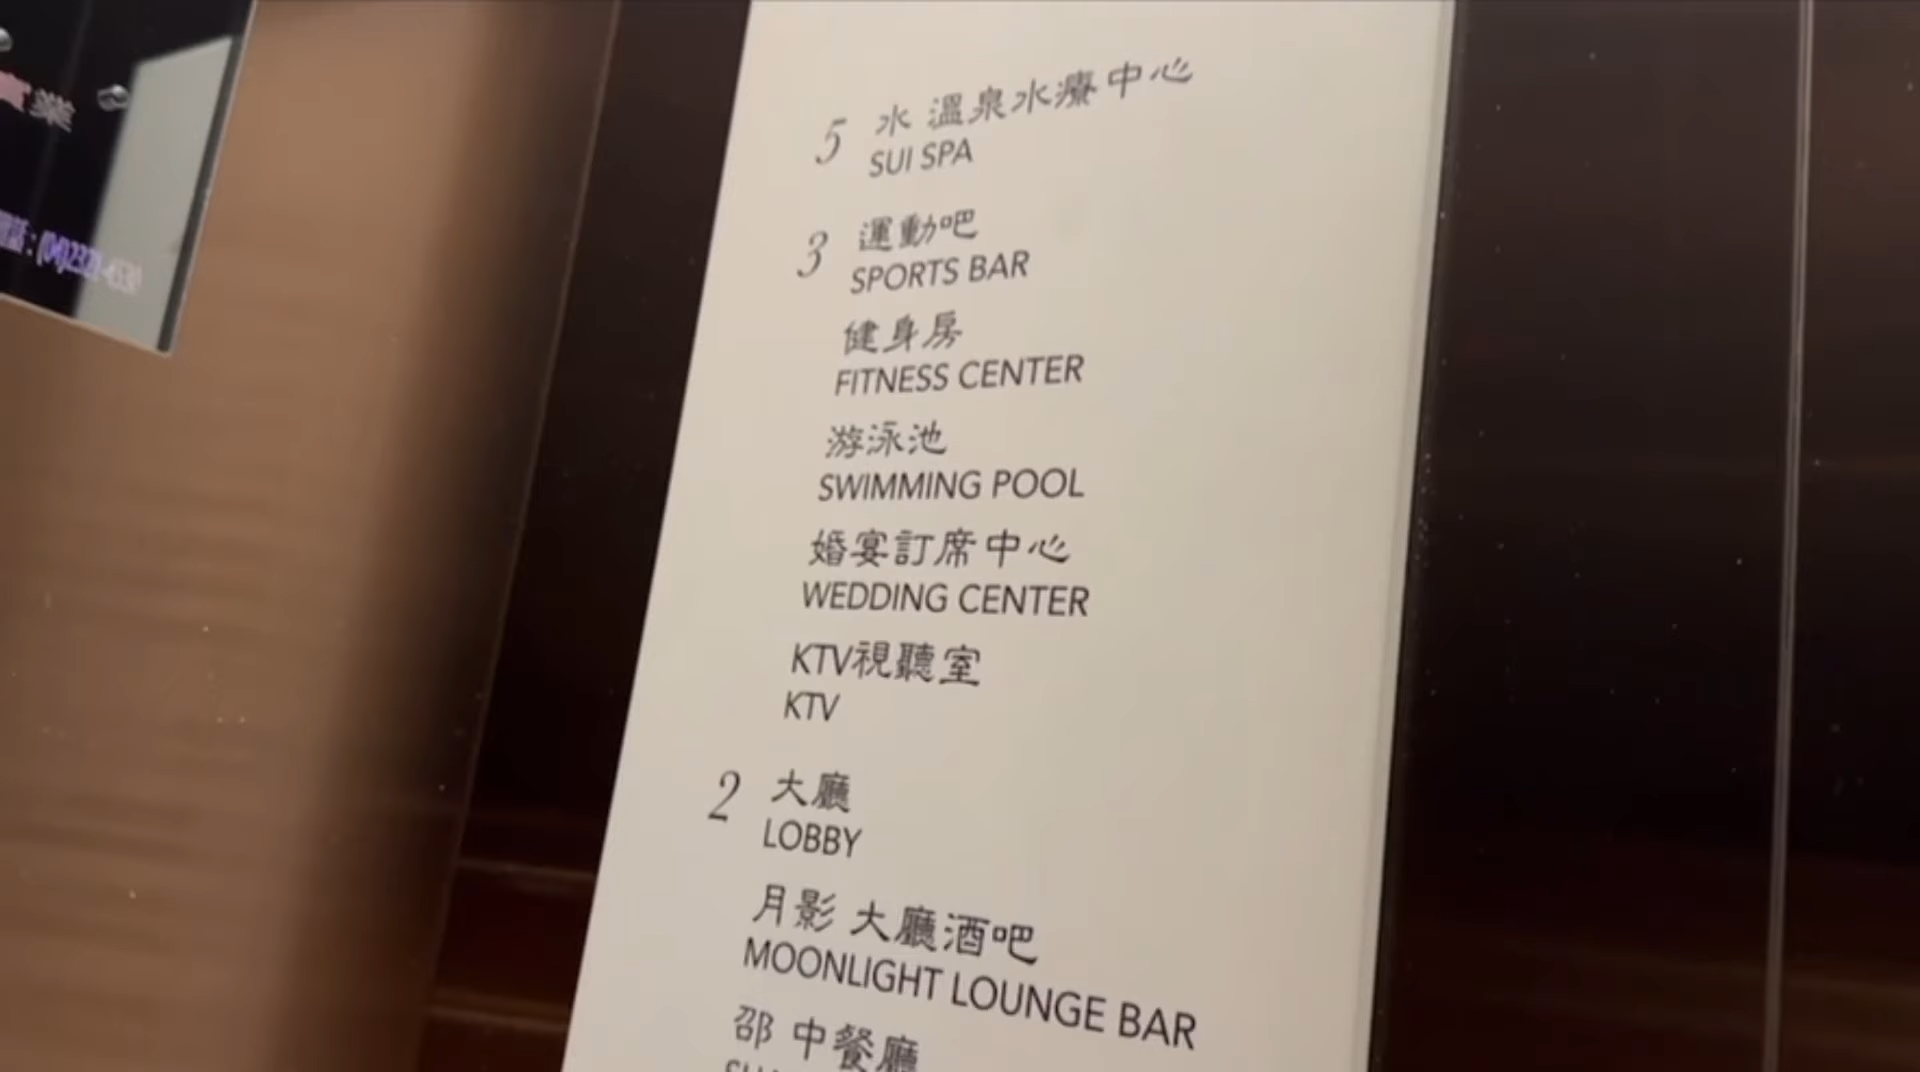 樂
5 水 溫泉水療中心
SUI SPA
3 運動吧
SPORTS BAR
健身房
FITNESS CENTER
游泳池
SWIMMING POOL
婚宴訂席中心
WEDDING CENTER
KTV視聽室
KTV
2 大廳
LOBBY
月影 大廳酒吧
MOONLIGHT LOUNGE BAR
邵 中餐廳